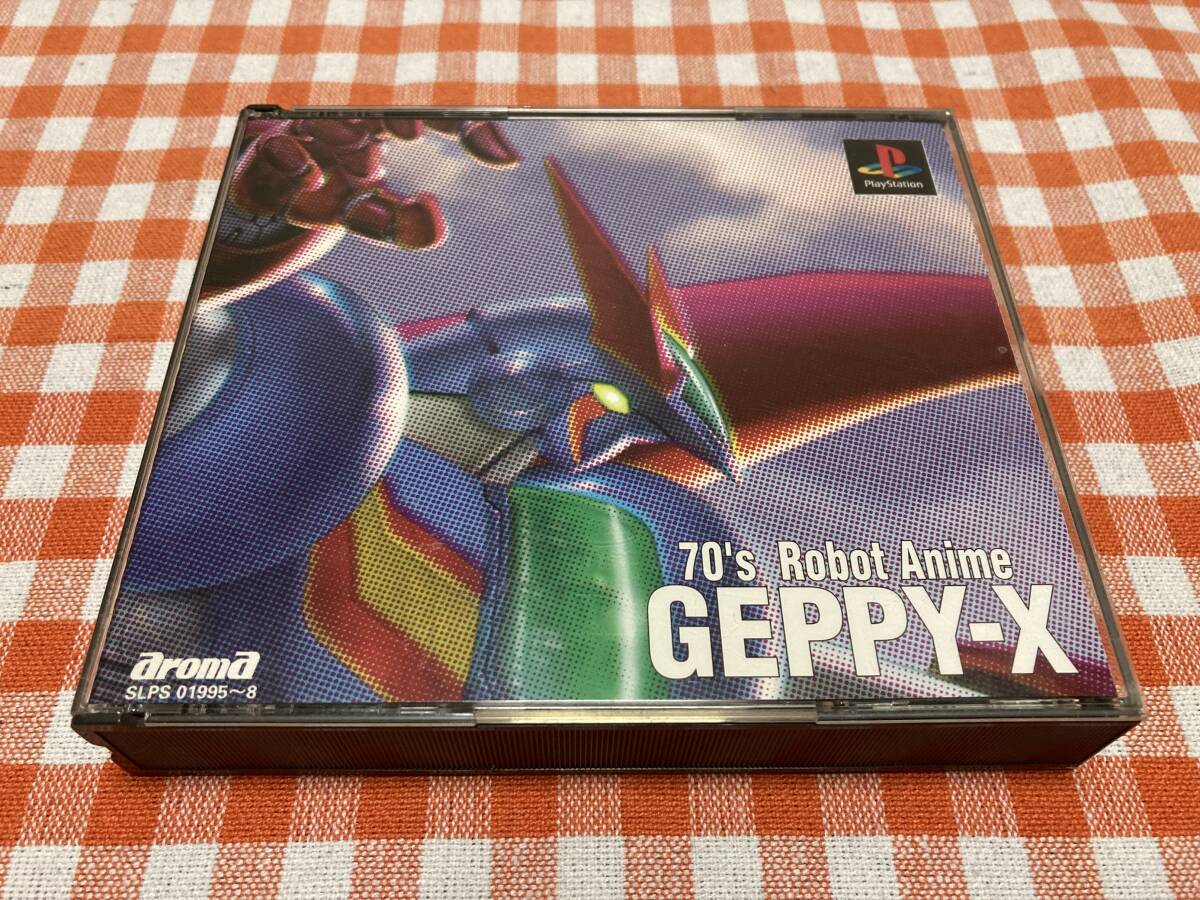 PlayStation
70's Robot Anime
GEPPY-X
aroma
SLPS 01995～8